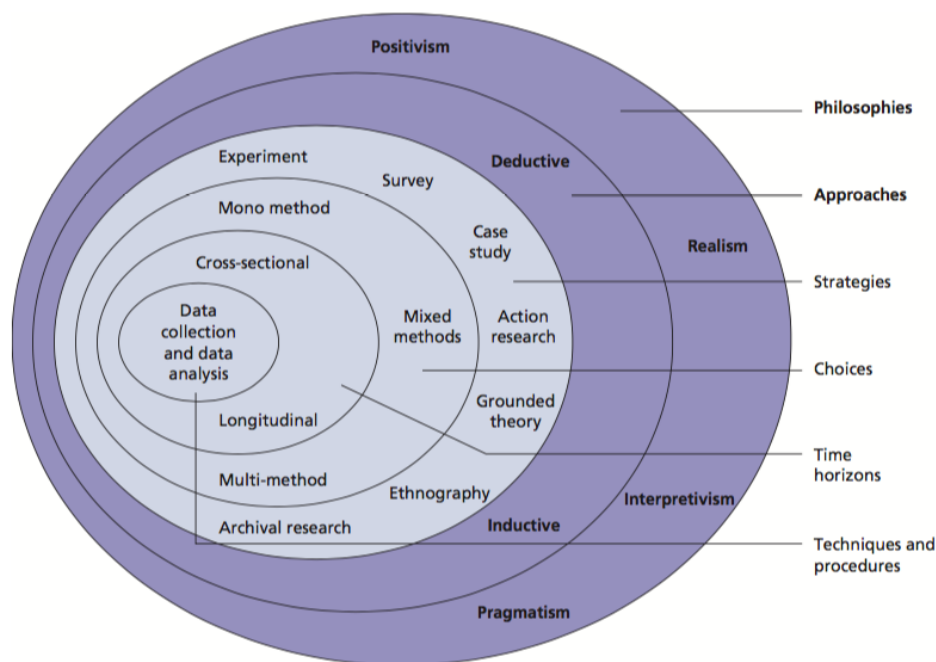 Positivism
Philosophies
Experiment
Deductive
Survey
Approaches
Mono method
Case
study
Realism
Cross-sectional
Strategies
Data
collection
and data
analysis
Mixed
methods
Action
research
Choices
Grounded
theory
Longitudinal
Time
horizons
Multi-method
Ethnography
Interpretivism
Archival research
Inductive
Techniques and
procedures
Pragmatism